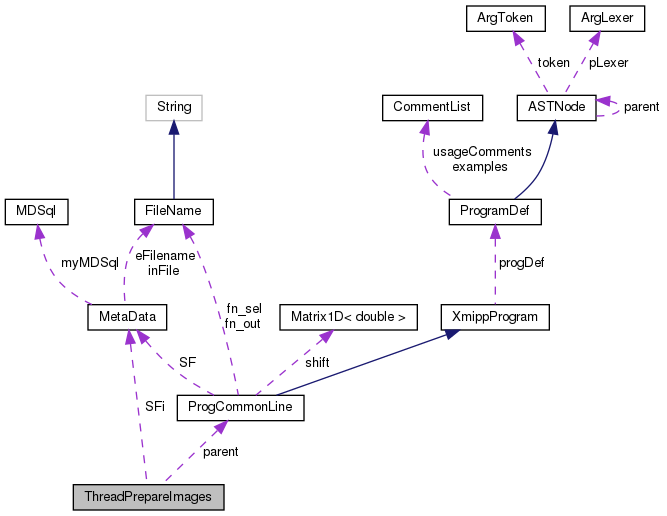 ArgToken
ArgLexer
token
pLexer
String
CommentList
ASTNode
parent
usageComments
examples
MDSql
FileName
ProgramDef
eFilename
inFile
myMDSql
progDef
fn_sel
fn_out
MetaData
Matrix1D< double >
XmippProgram
SF
shift
SFi
ProgCommonLine
parent
ThreadPrepareImages